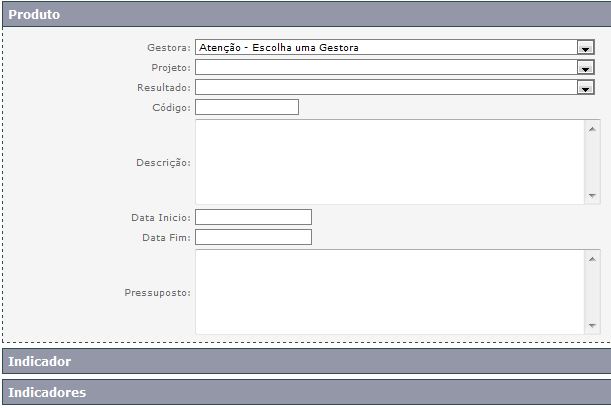 Produto
Gestora: Atenção - Escolha uma Gestora
Projeto:
Resultado:
Código:
Descrição:
Data Inicio:
Data Fim:
Pressuposto:
Indicador
Indicadores